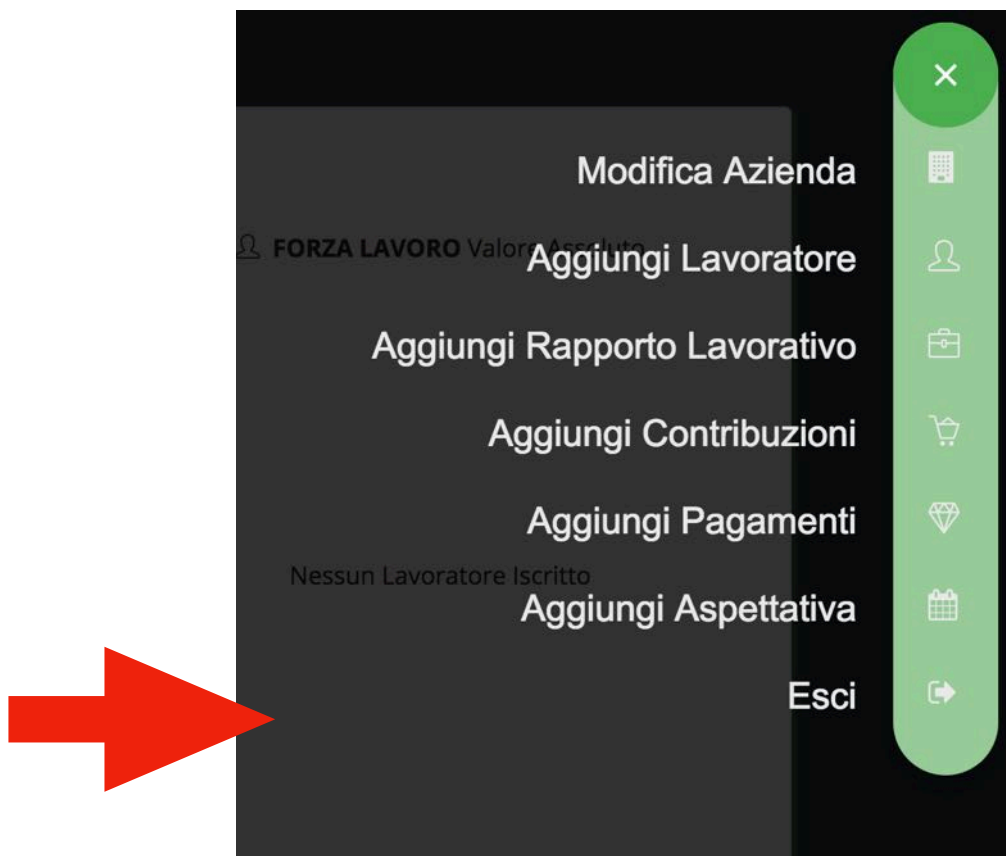 Modifica Azienda
FORZA LAVORO Valore Assoluto
Aggiungi Lavoratore
Aggiungi Rapporto Lavorativo
Aggiungi Contribuzioni
Aggiungi Pagamenti
Nessun Lavoratore Iscritto
Aggiungi Aspettativa
Esci